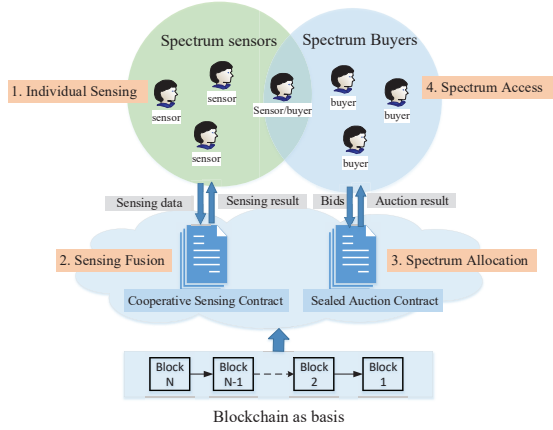 Spectrum sensors
Spectrum Buyers
1. Individual Sensing
4. Spectrum Access
sensor
sensor
Sensor/buyer
buyer
buyer
sensor
buyer
Sensing data
Sensing result
Bids
Auction result
2. Sensing Fusion
3. Spectrum Allocation
Cooperative Sensing Contract
Sealed Auction Contract
Block
N
Block
N-1
Block
2
Block
1
Blockchain as basis